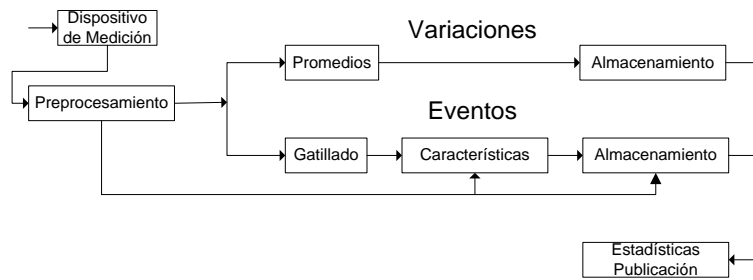 Dispositivo
de Medición
Variaciones
Promedios
Almacenamiento
Preprocesamiento
Eventos
Gatillado
Características
Almacenamiento
Estadísticas
Publicación